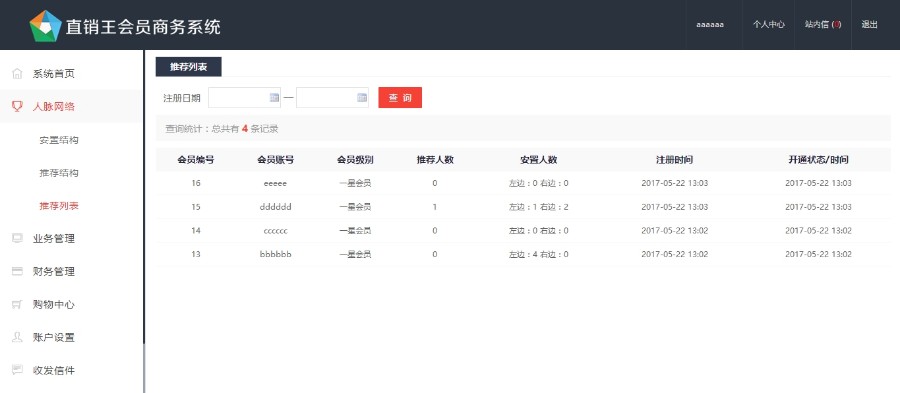 直销王会员商务系统
aaaaaa 个人中心 站内信 (0) 退出
系统首页
人脉网络
安置结构
推荐结构
推荐列表
业务管理
财务管理
购物中心
账户设置
收发信件
推荐列表
注册日期 — 查 询
查询统计：总共有 4 条记录
会员编号 会员账号 会员级别 推荐人数 安置人数 注册时间 开通状态/时间
16 eeeee 一星会员 0 左边：0 右边：0 2017-05-22 13:03 2017-05-22 13:03
15 dddddd 一星会员 1 左边：1 右边：2 2017-05-22 13:03 2017-05-22 13:03
14 cccccc 一星会员 0 左边：0 右边：0 2017-05-22 13:02 2017-05-22 13:02
13 bbbbbb 一星会员 0 左边：4 右边：0 2017-05-22 13:02 2017-05-22 13:02